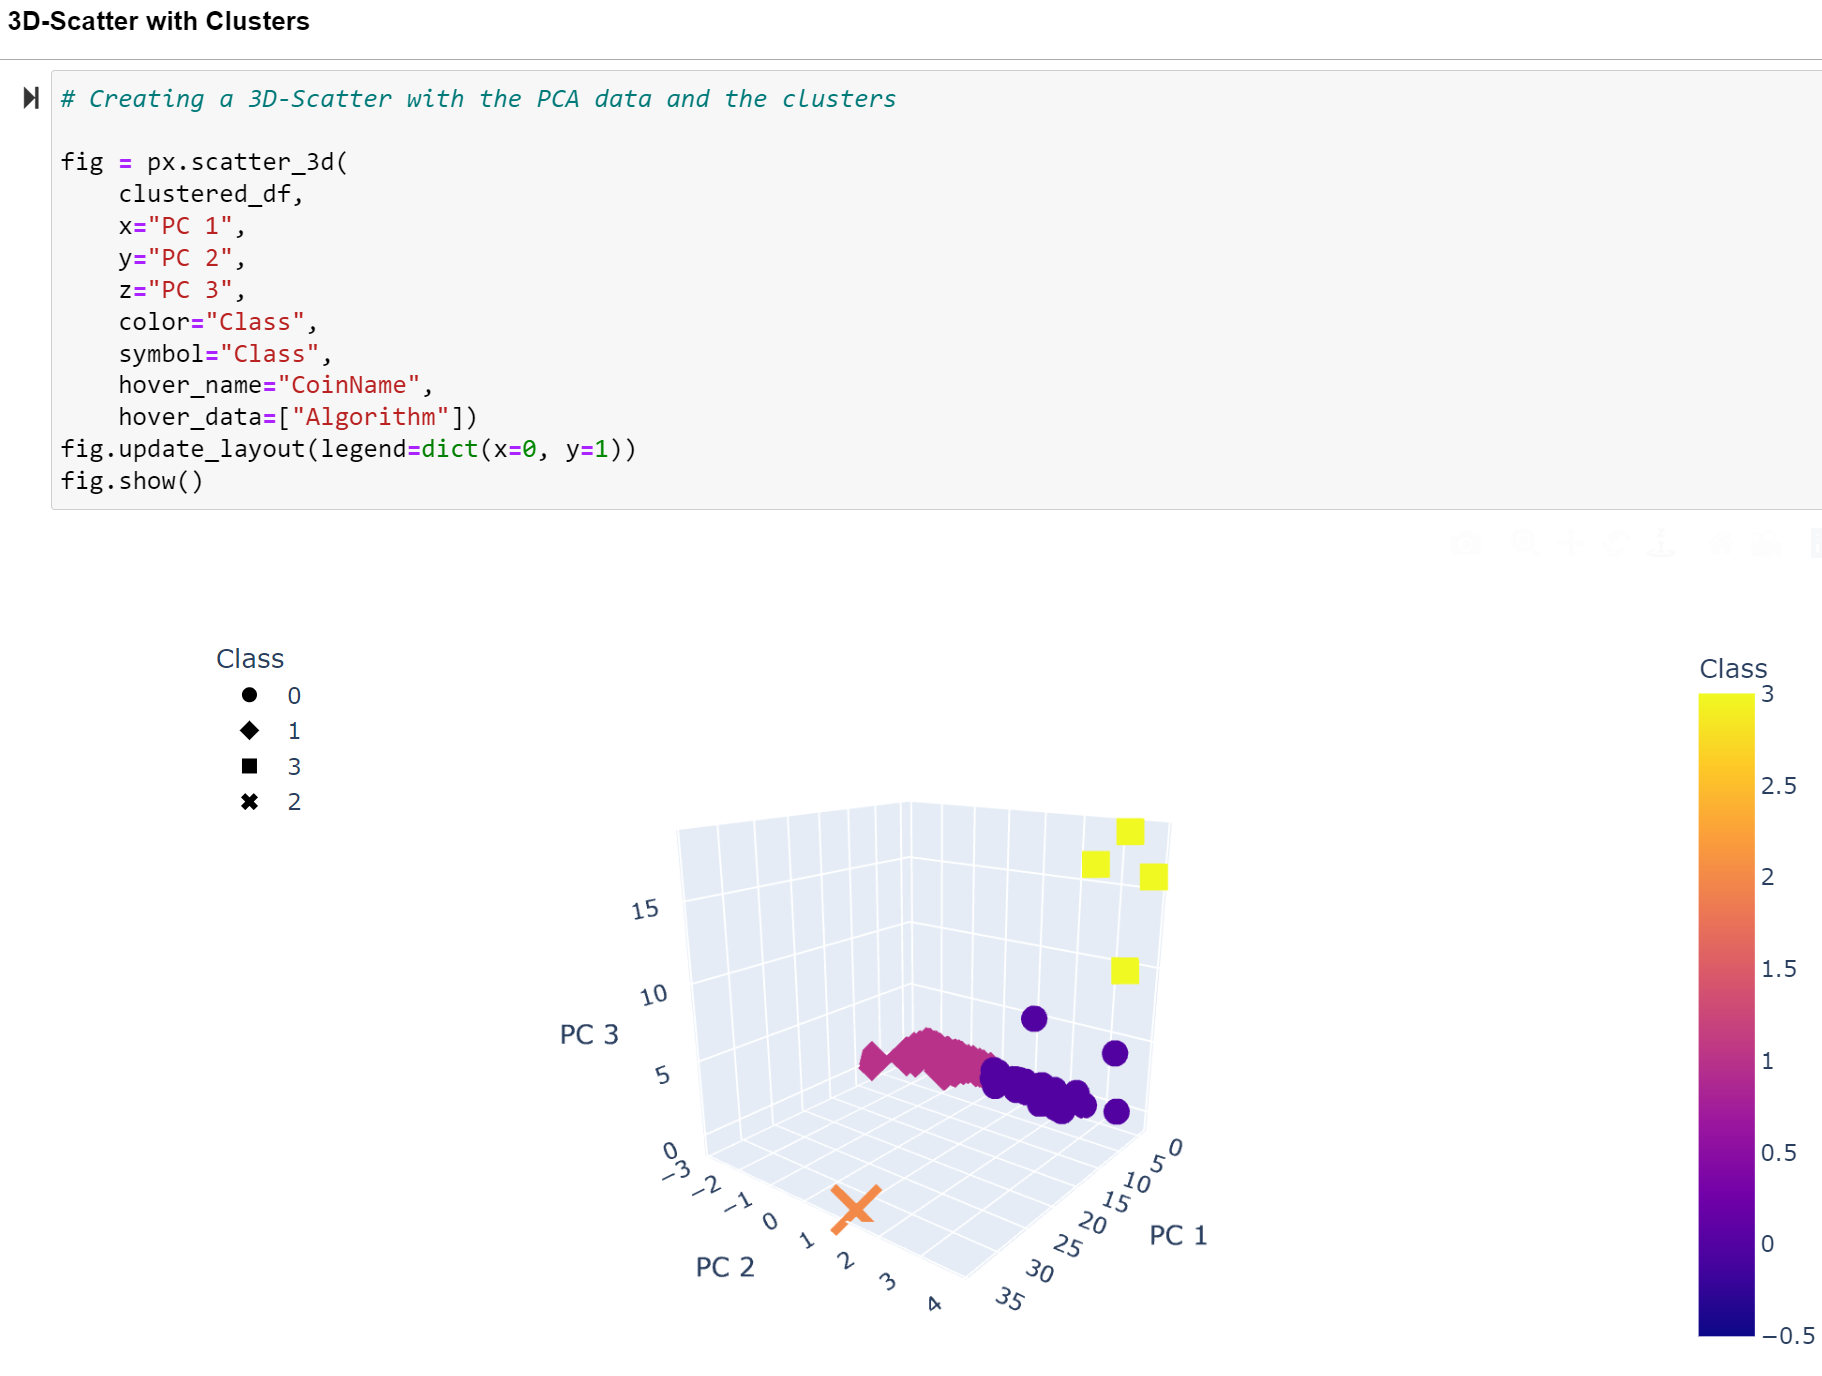 3D-Scatter with Clusters
# Creating a 3D-Scatter with the PCA data and the clusters
fig = px.scatter_3d(
    clustered_df,
    x="PC 1",
    y="PC 2",
    z="PC 3",
    color="Class",
    symbol="Class",
    hover_name="CoinName",
    hover_data=["Algorithm"])
fig.update_layout(legend=dict(x=0, y=1))
fig.show()
Class
0
1
3
2
15
10
PC 3
5
0
−3
−2
−1
0
1
2
3
4
PC 2
0
5
10
15
20
25
30
35
PC 1
Class
3
2.5
2
1.5
1
0.5
0
−0.5